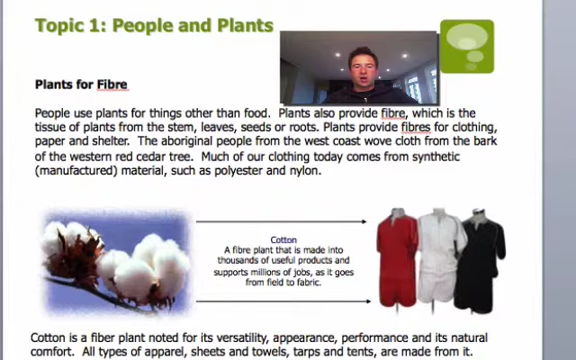 Topic 1: People and Plants
Plants for Fibre
People use plants for things other than food. Plants also provide fibre, which is the
tissue of plants from the stem, leaves, seeds or roots. Plants provide fibres for clothing,
paper and shelter. The aboriginal people from the west coast wove cloth from the bark
of the western red cedar tree. Much of our clothing today comes from synthetic
(manufactured) material, such as polyester and nylon.
Cotton
A fibre plant that is made into
thousands of useful products and
supports millions of jobs, as it goes
from field to fabric.
Cotton is a fiber plant noted for its versatility, appearance, performance and its natural
comfort. All types of apparel, sheets and towels, tarps and tents, are made from it.